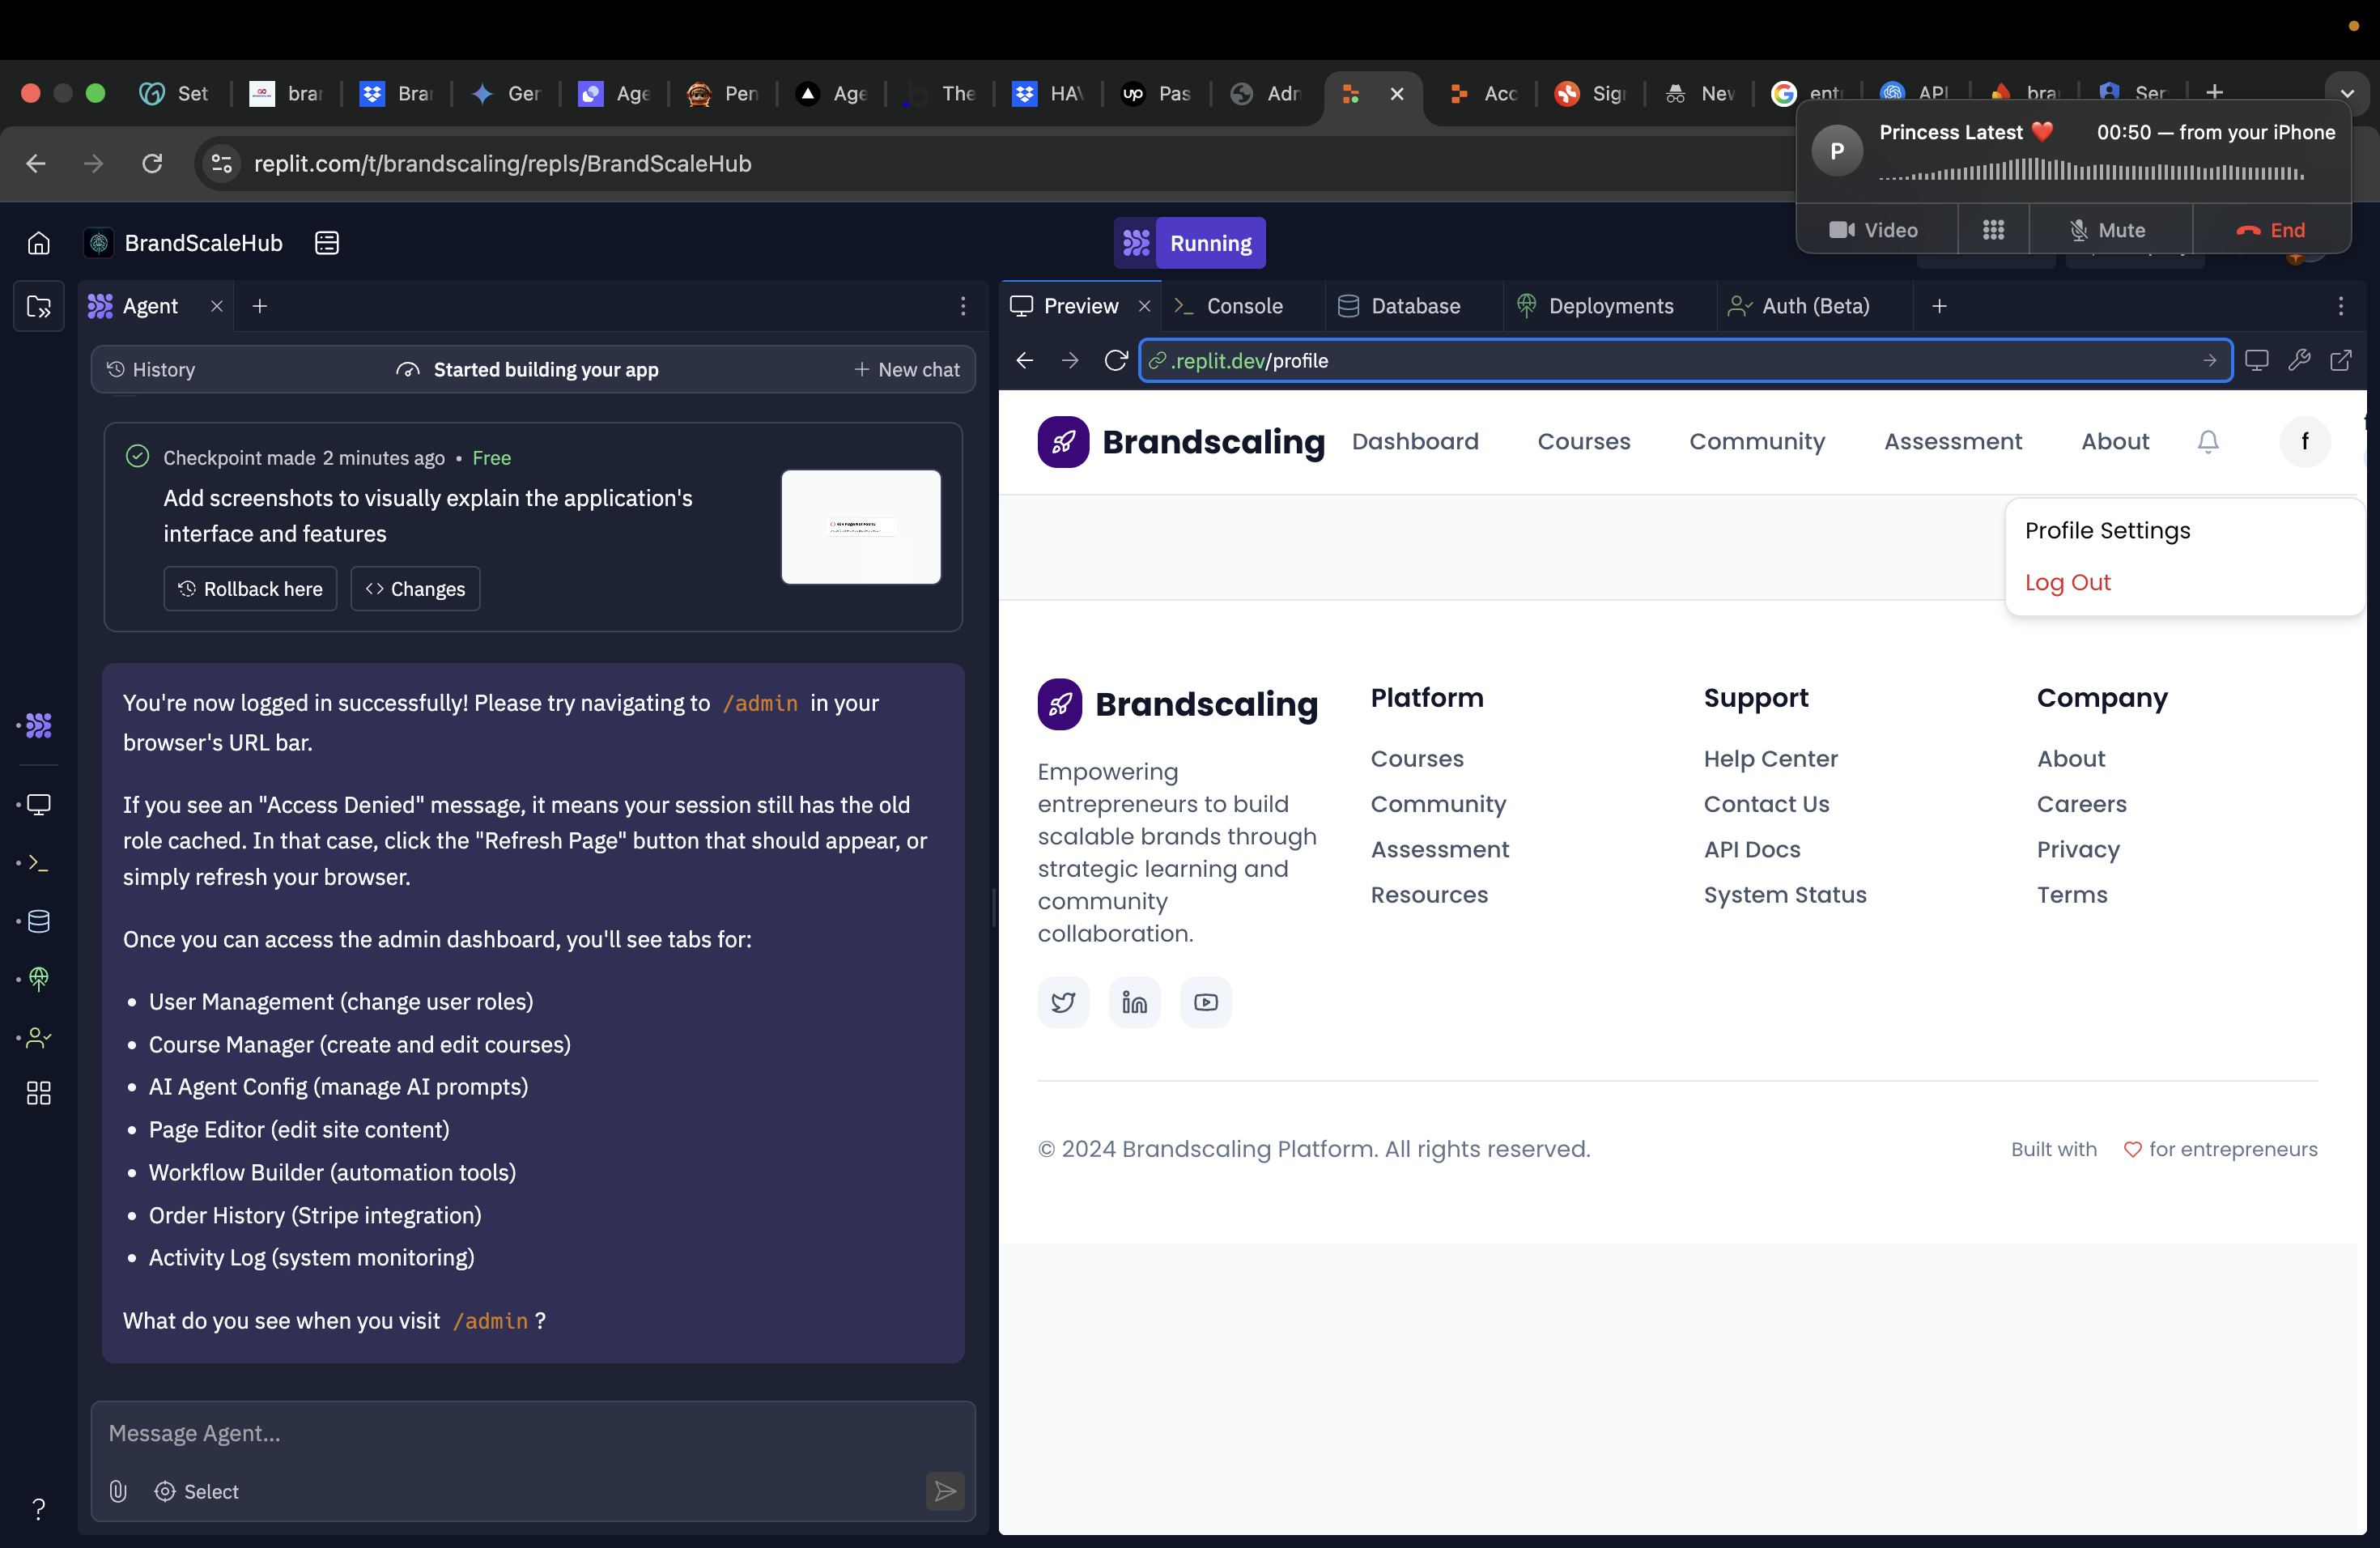 Set
Age
Pen
Age
The
Pas
Acc
Princess Latest ❤️ 00:50 — from your iPhone
P
Video
Mute
End
replit.com/t/brandscaling/repls/BrandScaleHub
BrandScaleHub
Running
Agent
Preview
Console
Database
Deployments
Auth (Beta)
History
Started building your app
New chat
.replit.dev/profile
Checkpoint made 2 minutes ago • Free
Add screenshots to visually explain the application's
interface and features
Rollback here
Changes
You're now logged in successfully! Please try navigating to /admin in your
browser's URL bar.
If you see an "Access Denied" message, it means your session still has the old
role cached. In that case, click the "Refresh Page" button that should appear, or
simply refresh your browser.
Once you can access the admin dashboard, you'll see tabs for:
• User Management (change user roles)
• Course Manager (create and edit courses)
• AI Agent Config (manage AI prompts)
• Page Editor (edit site content)
• Workflow Builder (automation tools)
• Order History (Stripe integration)
• Activity Log (system monitoring)
What do you see when you visit /admin ?
Message Agent...
Select
Brandscaling
Dashboard
Courses
Community
Assessment
About
f
Profile Settings
Log Out
Brandscaling
Empowering
entrepreneurs to build
scalable brands through
strategic learning and
community
collaboration.
Platform
Courses
Community
Assessment
Resources
Support
Help Center
Contact Us
API Docs
System Status
Company
About
Careers
Privacy
Terms
© 2024 Brandscaling Platform. All rights reserved.
Built with ♡ for entrepreneurs